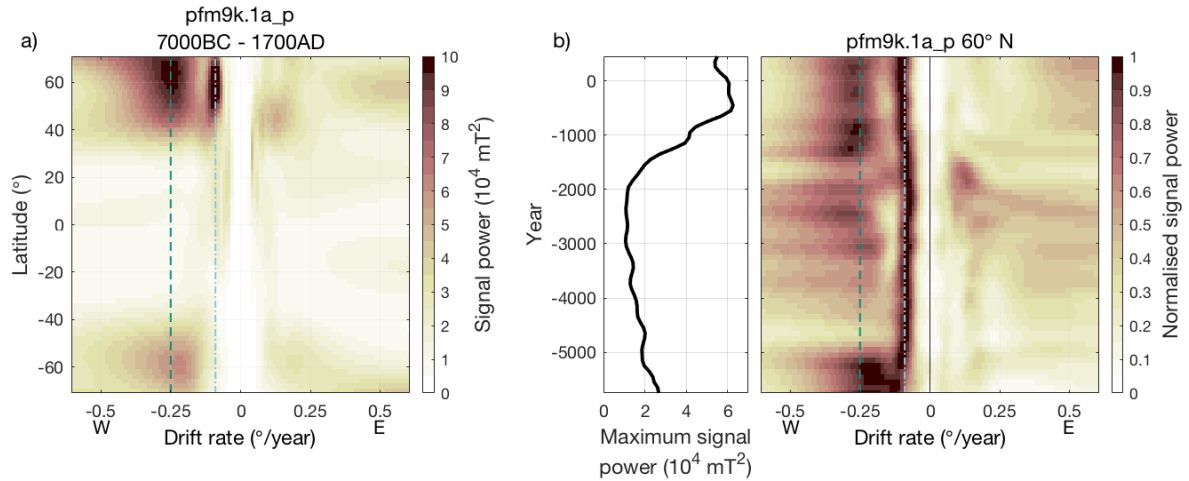 pfm9k.1a_p
a)
7000BC - 1700AD
60
40
20
0
-20
-40
-60
Latitude (°)
-0.5
-0.25
0
0.25
0.5
W
E
Drift rate (°/year)
10
9
8
7
6
5
4
3
2
1
0
Signal power (10⁴ mT²)
b)
0
-1000
-2000
-3000
-4000
-5000
Year
0
2
4
6
Maximum signal
power (10⁴ mT²)
pfm9k.1a_p 60° N
-0.5
-0.25
0
0.25
0.5
W
E
Drift rate (°/year)
1
0.9
0.8
0.7
0.6
0.5
0.4
0.3
0.2
0.1
0
Normalised signal power